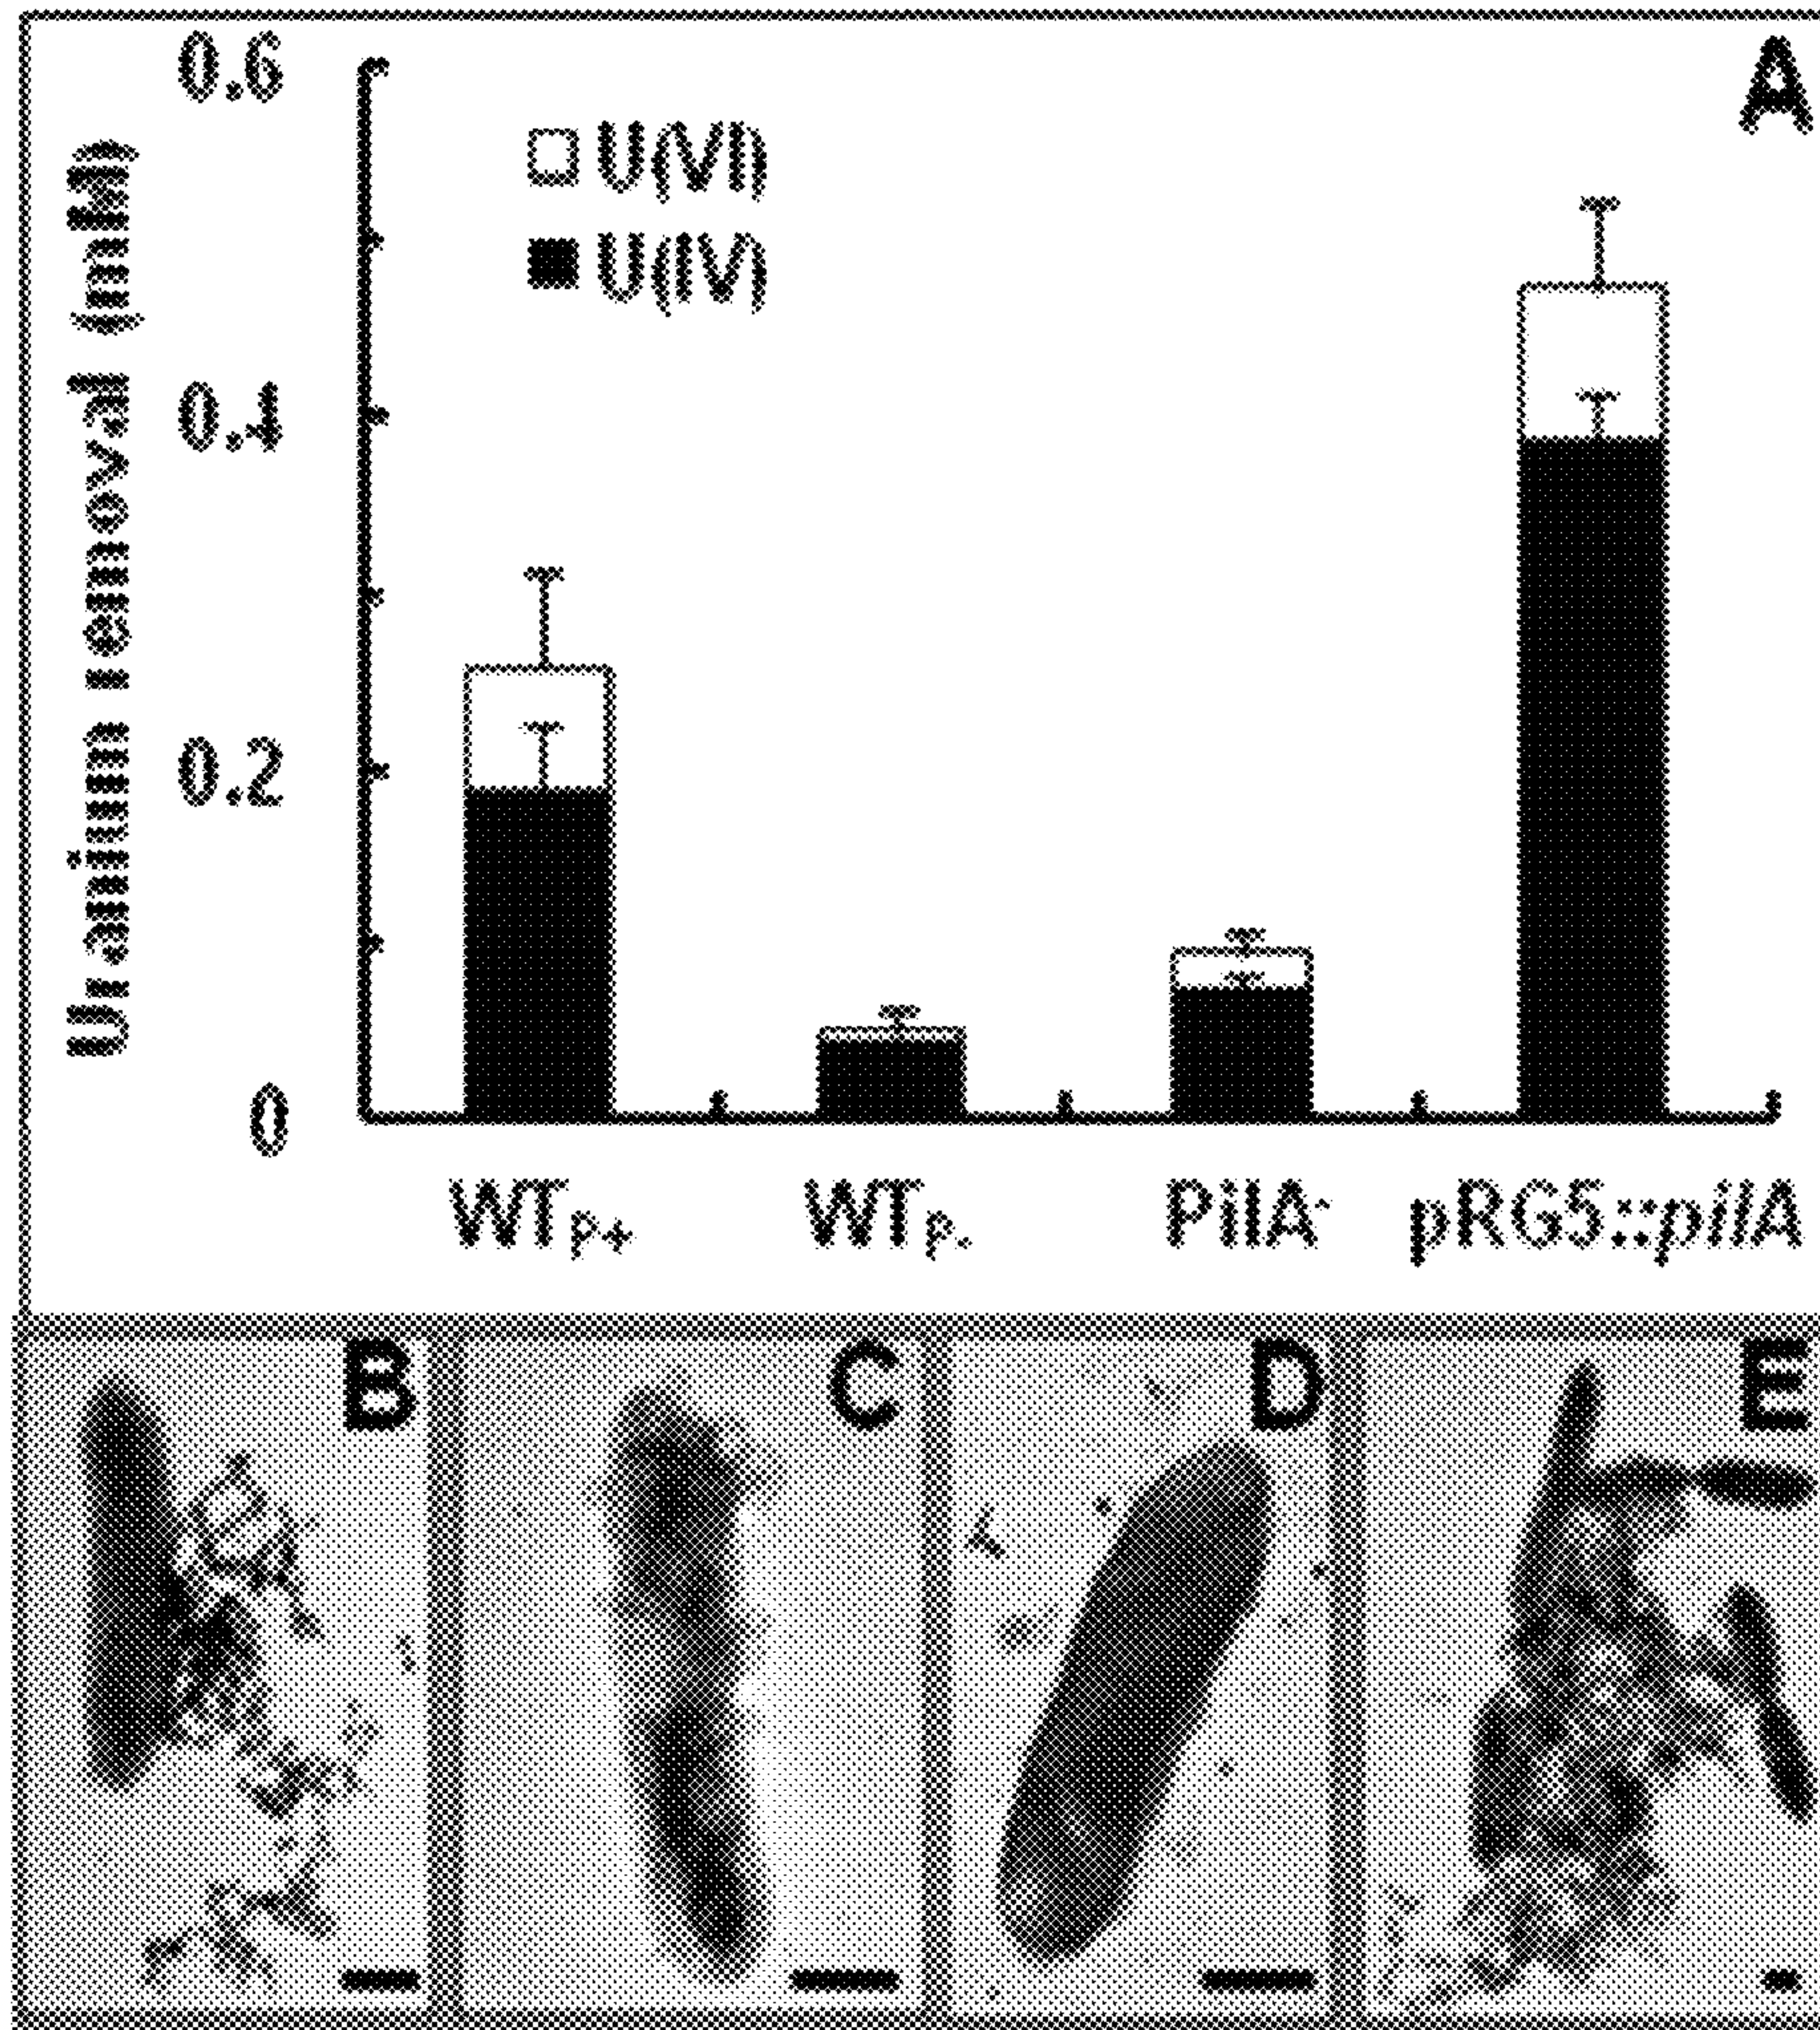 A
Uranium removal (mM)
0.6
0.4
0.2
0
U(VI)
U(IV)
WTP+
WTP-
PilA-
pRG5::pilA
B
C
D
E